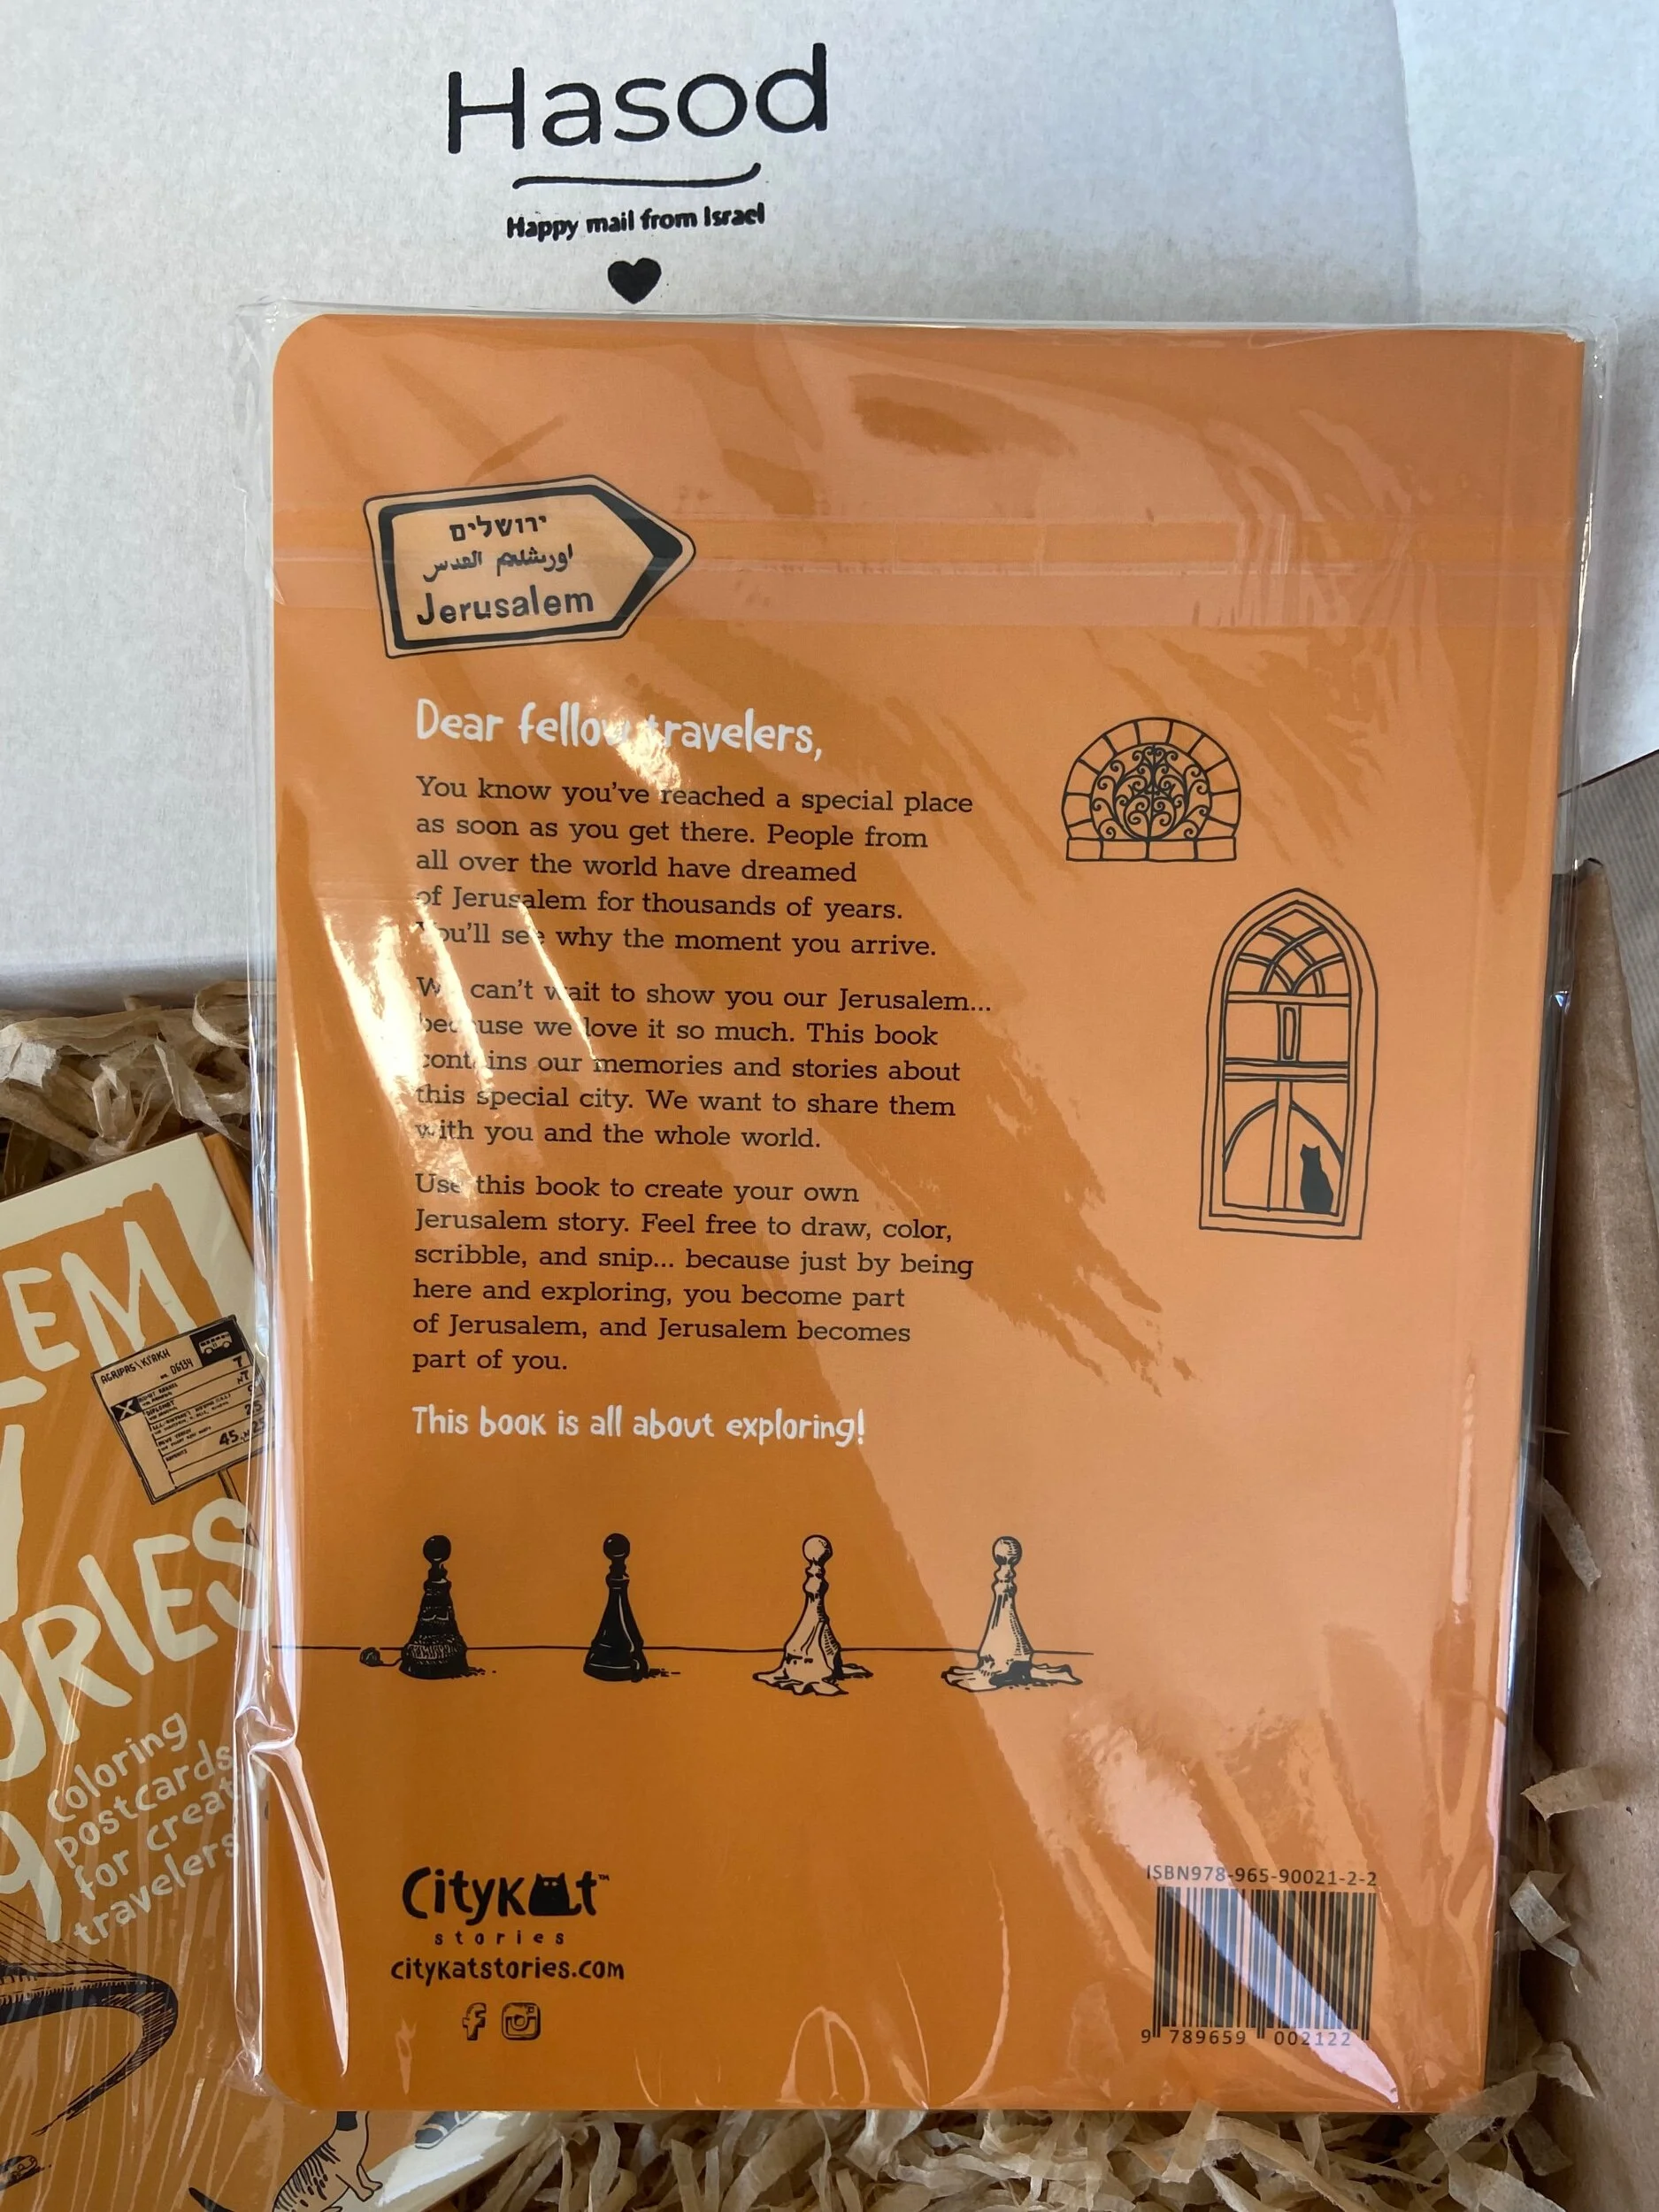 Hasod
Happy mail from Israel
ירושלים
اورشليم القدس
Jerusalem
Dear fellow travelers,
You know you've reached a special place
as soon as you get there. People from
all over the world have dreamed
of Jerusalem for thousands of years.
You'll see why the moment you arrive.
We can't wait to show you our Jerusalem...
because we love it so much. This book
contains our memories and stories about
this special city. We want to share them
with you and the whole world.
Use this book to create your own
Jerusalem story. Feel free to draw, color,
scribble, and snip... because just by being
here and exploring, you become part
of Jerusalem, and Jerusalem becomes
part of you.
This book is all about exploring!
CityKat™
stories
citykatstories.com
ISBN978-965-90021-2-2
9 789659 002122
EM
AGRIPAS\KIAKH
06134
7
45
ORIES
9
coloring
postcards
for creat
travelers